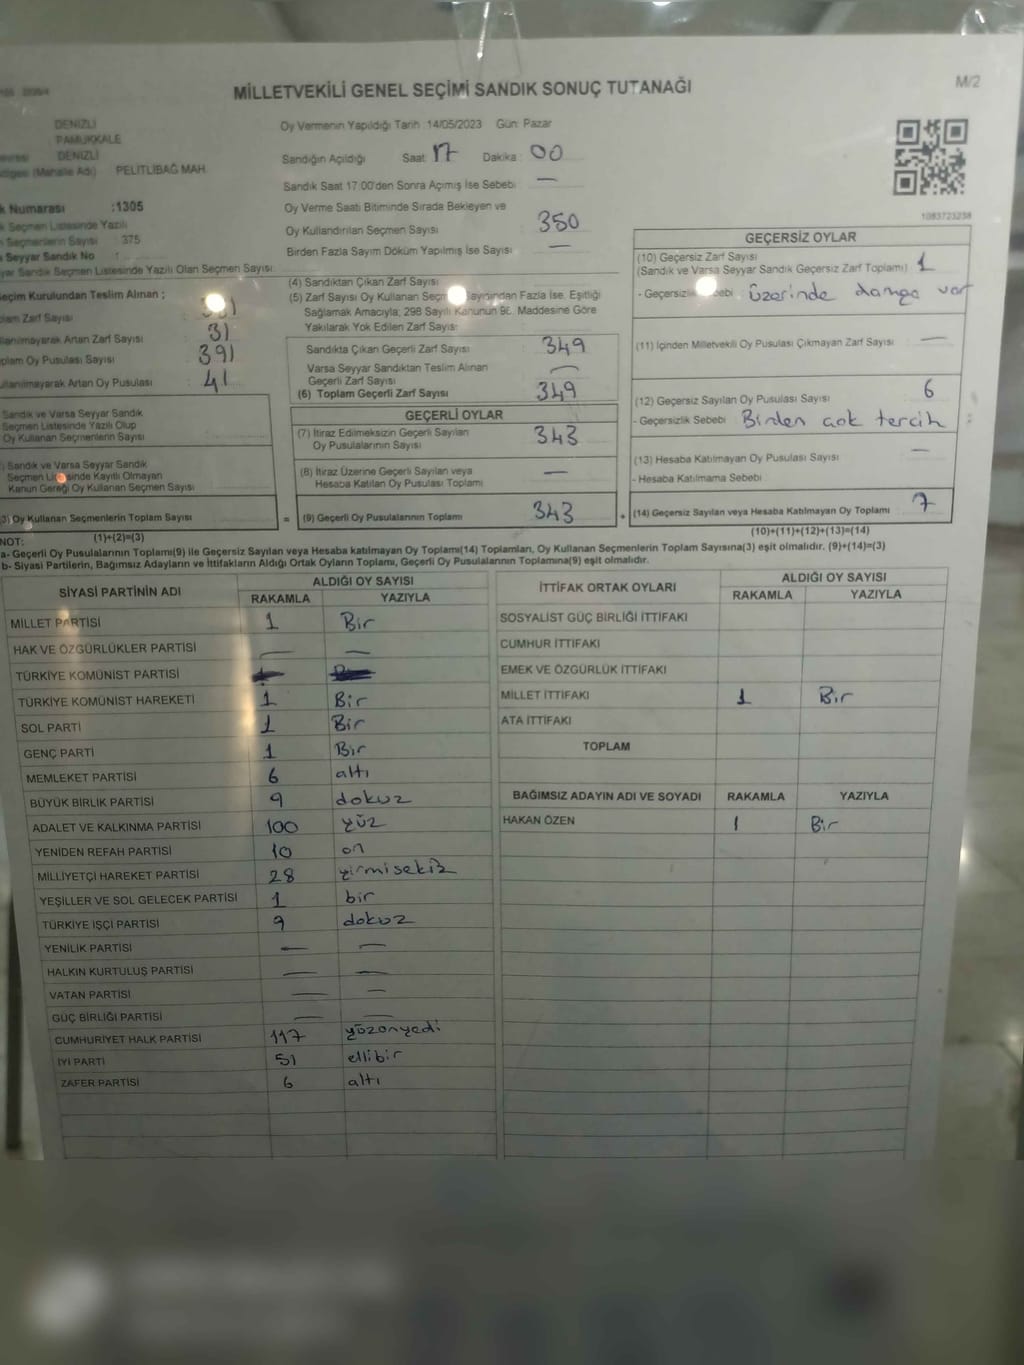 MİLLETVEKİLİ GENEL SEÇİMİ SANDIK SONUÇ TUTANAĞI
M/2
DENİZLİ
PAMUKKALE
DENİZLİ
(Mahalle Adı) PELİTLİBAĞ MAH.
Numarası :1305
Seçmen Listesinde Yazılı
Seçmenlerin Sayısı : 375
Seyyar Sandık No
Sandık Seçmen Listesinde Yazılı Olan Seçmen Sayısı:
Oy Vermenin Yapıldığı Tarih :14/05/2023 Gün: Pazar
Sandığın Açıldığı Saat: 17 Dakika: 00
Sandık Saat 17:00'den Sonra Açımış İse Sebebi: —
Oy Verme Saati Bitiminde Sırada Bekleyen ve
Oy Kullandırılan Seçmen Sayısı 350
Birden Fazla Sayım Döküm Yapılmış İse Sayısı: —
1083723238
Seçim Kurulundan Teslim Alınan ;
Zarf Sayısı
Artan Zarf Sayısı 31
Oy Pusulası Sayısı 391
Artan Oy Pusulası 41
Sandık ve Varsa Seyyar Sandık
Seçmen Listesinde Yazılı Olup
Oy Kullanan Seçmenlerin Sayısı
Sandık ve Varsa Seyyar Sandık
Seçmen Listesinde Kayıtlı Olmayan
Kanun Gereği Oy Kullanan Seçmen Sayısı
(3) Oy Kullanan Seçmenlerin Toplam Sayısı
(1)+(2)=(3)
(4) Sandıktan Çıkan Zarf Sayısı
(5) Zarf Sayısı Oy Kullanan Seçmen Sayısından Fazla İse, Eşitliği
Sağlamak Amacıyla; 298 Sayılı Kanunun 98. Maddesine Göre
Yakılarak Yok Edilen Zarf Sayısı
Sandıkta Çıkan Geçerli Zarf Sayısı : 349
Varsa Seyyar Sandıktan Teslim Alınan
Geçerli Zarf Sayısı —
(6) Toplam Geçerli Zarf Sayısı 349
GEÇERLİ OYLAR
(7) İtiraz Edilmeksizin Geçerli Sayılan
Oy Pusulalarının Sayısı 343
(8) İtiraz Üzerine Geçerli Sayılan veya
Hesaba Katılan Oy Pusulası Toplamı —
= (9) Geçerli Oy Pusulalarının Toplamı 343 +
GEÇERSİZ OYLAR
(10) Geçersiz Zarf Sayısı
(Sandık ve Varsa Seyyar Sandık Geçersiz Zarf Toplamı) 1
- Geçersizlik Sebebi : üzerinde damga var
(11) İçinden Milletvekili Oy Pusulası Çıkmayan Zarf Sayısı —
(12) Geçersiz Sayılan Oy Pusulası Sayısı 6
- Geçersizlik Sebebi : Birden çok tercih
(13) Hesaba Katılmayan Oy Pusulası Sayısı —
- Hesaba Katılmama Sebebi
(14) Geçersiz Sayılan veya Hesaba Katılmayan Oy Toplamı 7
(10)+(11)+(12)+(13)=(14)
NOT:
a- Geçerli Oy Pusulalarının Toplamı(9) ile Geçersiz Sayılan veya Hesaba katılmayan Oy Toplamı(14) Toplamları, Oy Kullanan Seçmenlerin Toplam Sayısına(3) eşit olmalıdır. (9)+(14)=(3)
b- Siyasi Partilerin, Bağımsız Adayların ve İttifakların Aldığı Ortak Oyların Toplamı, Geçerli Oy Pusulalarının Toplamına(9) eşit olmalıdır.
SİYASİ PARTİNİN ADI ALDIĞI OY SAYISI
RAKAMLA YAZIYLA
MİLLET PARTİSİ 1 Bir
HAK VE ÖZGÜRLÜKLER PARTİSİ — —
TÜRKİYE KOMÜNİST PARTİSİ
TÜRKİYE KOMÜNİST HAREKETİ 1 Bir
SOL PARTİ 1 Bir
GENÇ PARTİ 1 Bir
MEMLEKET PARTİSİ 6 altı
BÜYÜK BİRLİK PARTİSİ 9 dokuz
ADALET VE KALKINMA PARTİSİ 100 yüz
YENİDEN REFAH PARTİSİ 10 on
MİLLİYETÇİ HAREKET PARTİSİ 28 yirmisekiz
YEŞİLLER VE SOL GELECEK PARTİSİ 1 bir
TÜRKİYE İŞÇİ PARTİSİ 9 dokuz
YENİLİK PARTİSİ — —
HALKIN KURTULUŞ PARTİSİ — —
VATAN PARTİSİ — —
GÜÇ BİRLİĞİ PARTİSİ — —
CUMHURİYET HALK PARTİSİ 117 yüzonyedi
İYİ PARTİ 51 ellibir
ZAFER PARTİSİ 6 altı
İTTİFAK ORTAK OYLARI ALDIĞI OY SAYISI
RAKAMLA YAZIYLA
SOSYALİST GÜÇ BİRLİĞİ İTTİFAKI
CUMHUR İTTİFAKI
EMEK VE ÖZGÜRLÜK İTTİFAKI
MİLLET İTTİFAKI 1 Bir
ATA İTTİFAKI
TOPLAM
BAĞIMSIZ ADAYIN ADI VE SOYADI RAKAMLA YAZIYLA
HAKAN ÖZEN 1 Bir